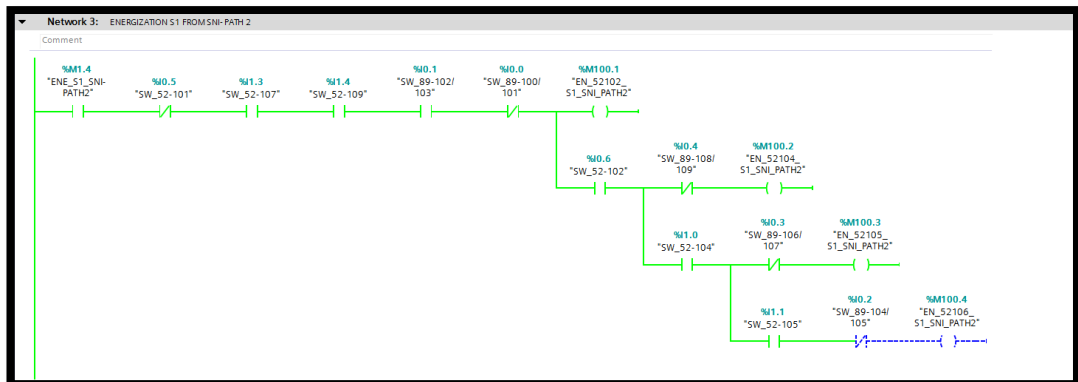 Network 3: ENERGIZATION S1 FROM SNI- PATH 2
Comment
%M1.4
"ENE_S1_SNI-
PATH2"
%I0.5
"SW_52-101"
%I1.3
"SW_52-107"
%I1.4
"SW_52-109"
%I0.1
"SW_89-102/
103"
%I0.0
"SW_89-100/
101"
%M100.1
"EN_52102_
S1_SNI_PATH2"
%I0.6
"SW_52-102"
%I0.4
"SW_89-108/
109"
%M100.2
"EN_52104_
S1_SNI_PATH2"
%I1.0
"SW_52-104"
%I0.3
"SW_89-106/
107"
%M100.3
"EN_52105_
S1_SNI_PATH2"
%I1.1
"SW_52-105"
%I0.2
"SW_89-104/
105"
%M100.4
"EN_52106_
S1_SNI_PATH2"